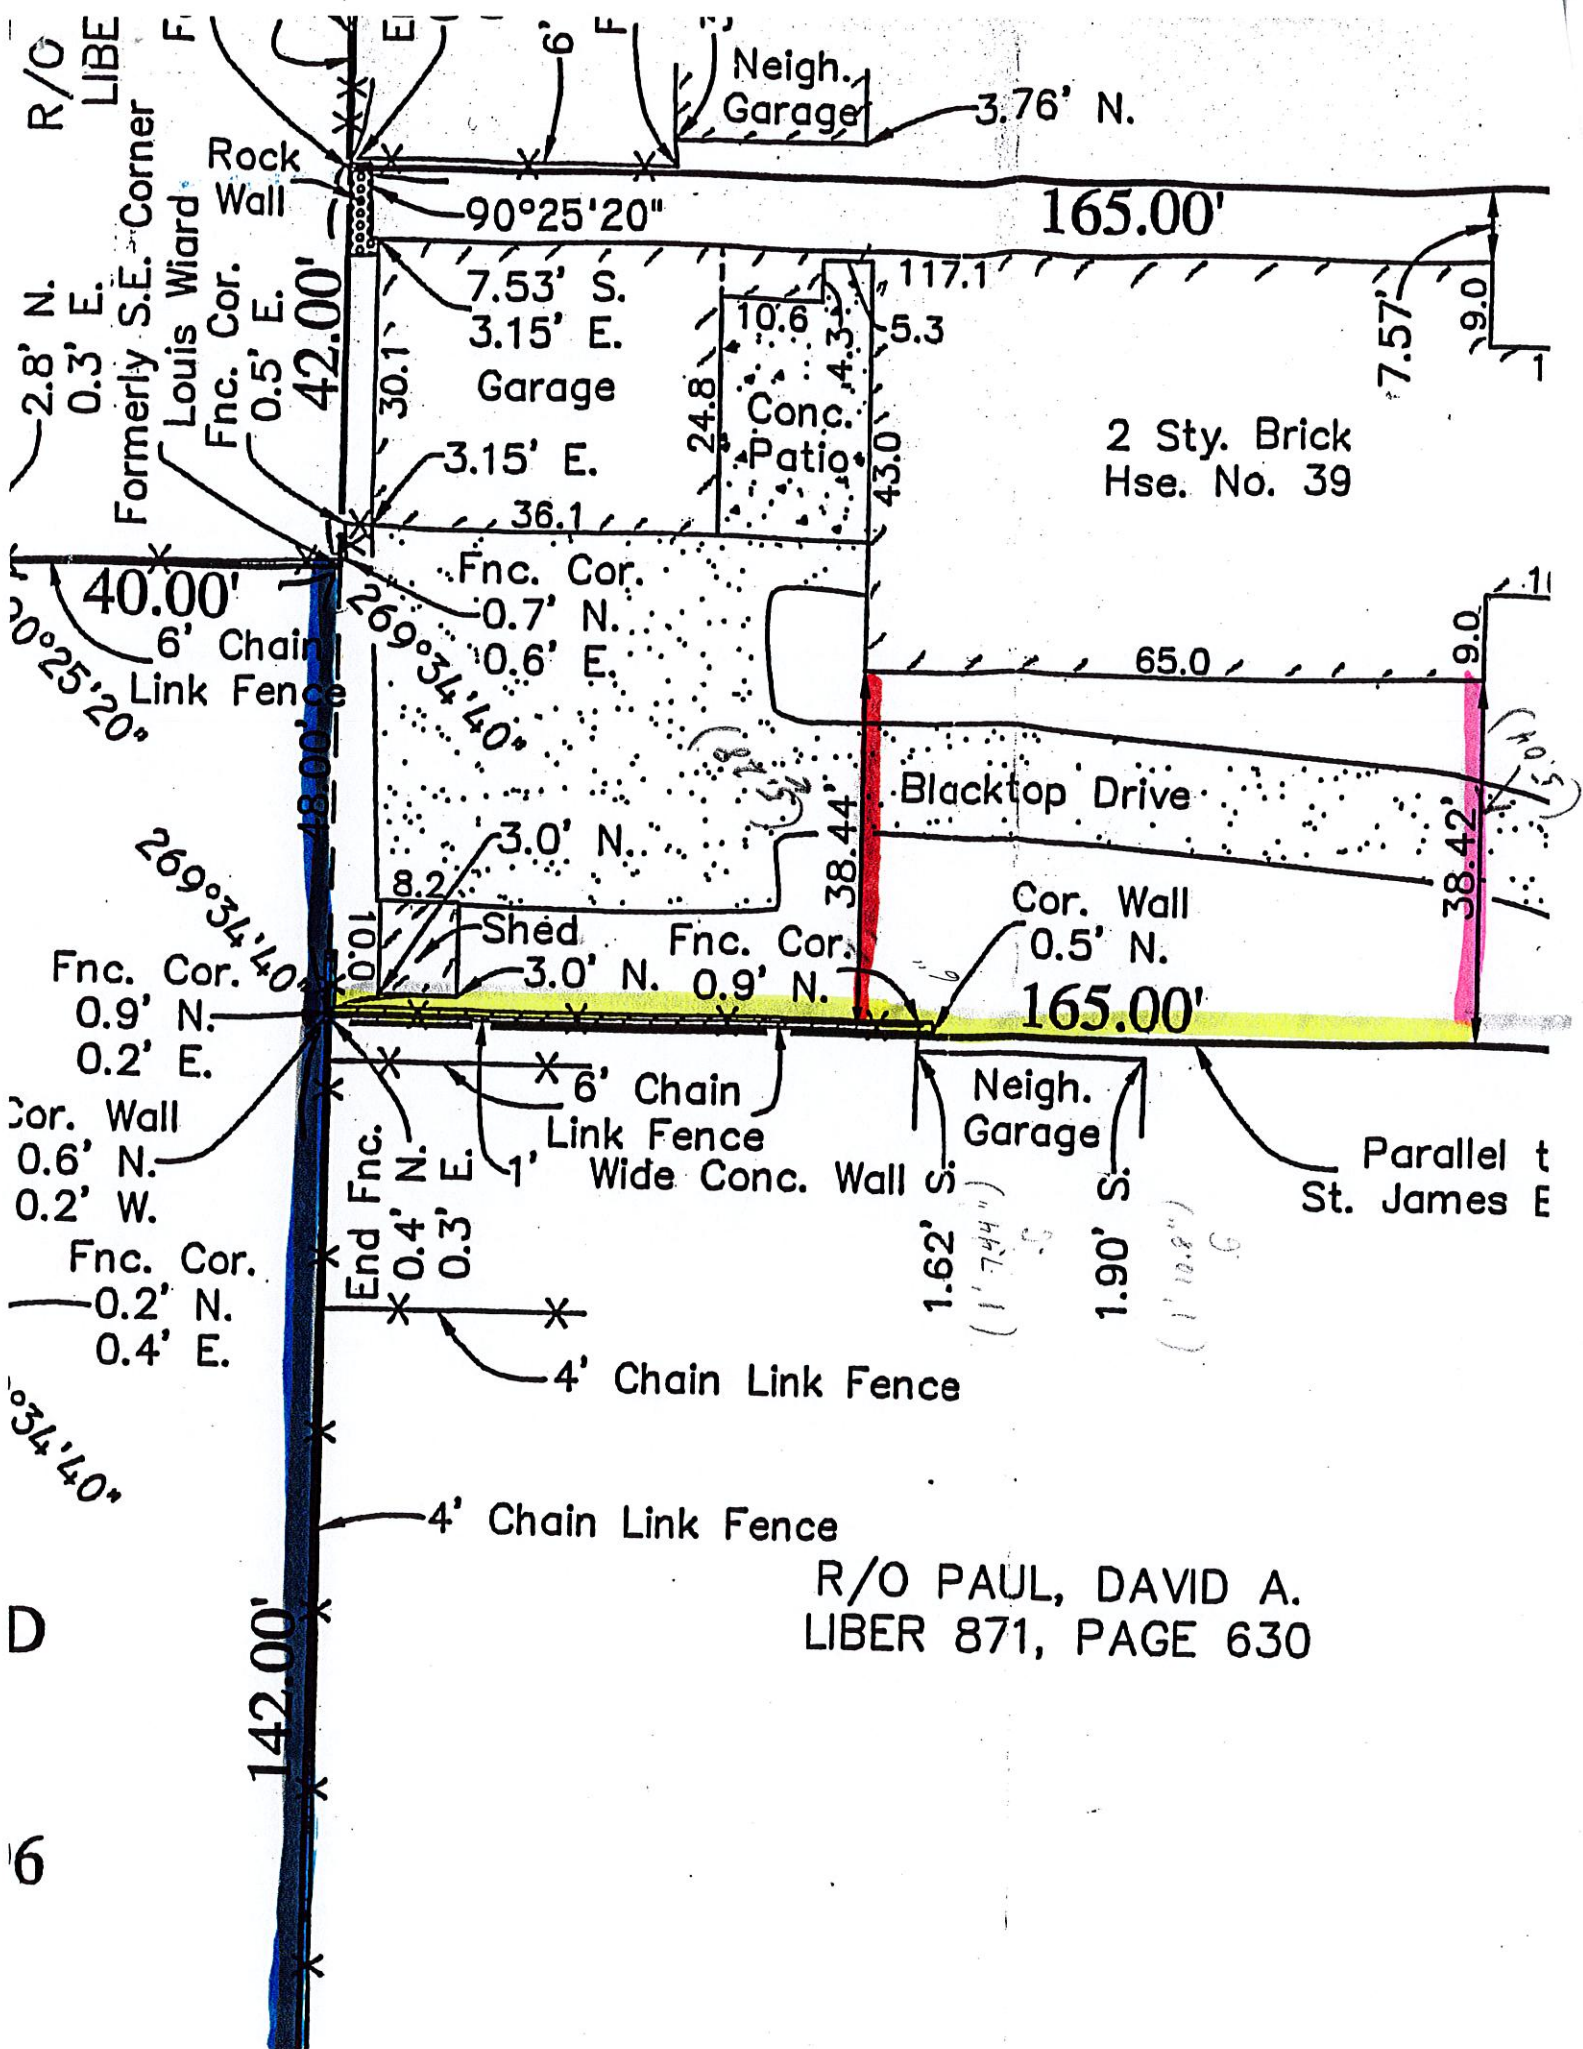 R/O
LIBE
F
E
6'
F
Neigh.
Garage
3.76' N.
Rock
Wall
90°25'20"
165.00'
2.8' N.
0.3' E.
Formerly S.E. Corner
Louis Wiard
Fnc. Cor.
0.5' E.
42.00'
7.53' S.
3.15' E.
Garage
30.1
3.15' E.
36.1
24.8
10.6
4.3
5.3
117.1
Conc.
Patio
43.0
2 Sty. Brick
Hse. No. 39
7.57'
9.0
1
40.00'
6' Chain
Link Fence
0°25'20"
269°34'40"
Fnc. Cor.
0.7' N.
0.6' E.
65.0
9.0
48.00'
Blacktop Drive
38.44'
38.42'
269°34'40"
3.0' N.
8.2
10.0
Shed
3.0' N.
Fnc. Cor.
0.9' N.
Cor. Wall
0.5' N.
6"
165.00'
Fnc. Cor.
0.9' N.
0.2' E.
Cor. Wall
0.6' N.
0.2' W.
Fnc. Cor.
0.2' N.
0.4' E.
End Fnc.
0.4' N.
0.3' E.
6' Chain
Link Fence
1' Wide Conc. Wall
Neigh.
Garage
1.62' S.
(1' 7.44")
1.90' S.
(1' 10.8")
Parallel t
St. James
4' Chain Link Fence
°34'40"
4' Chain Link Fence
142.00'
R/O PAUL, DAVID A.
LIBER 871, PAGE 630
D
6